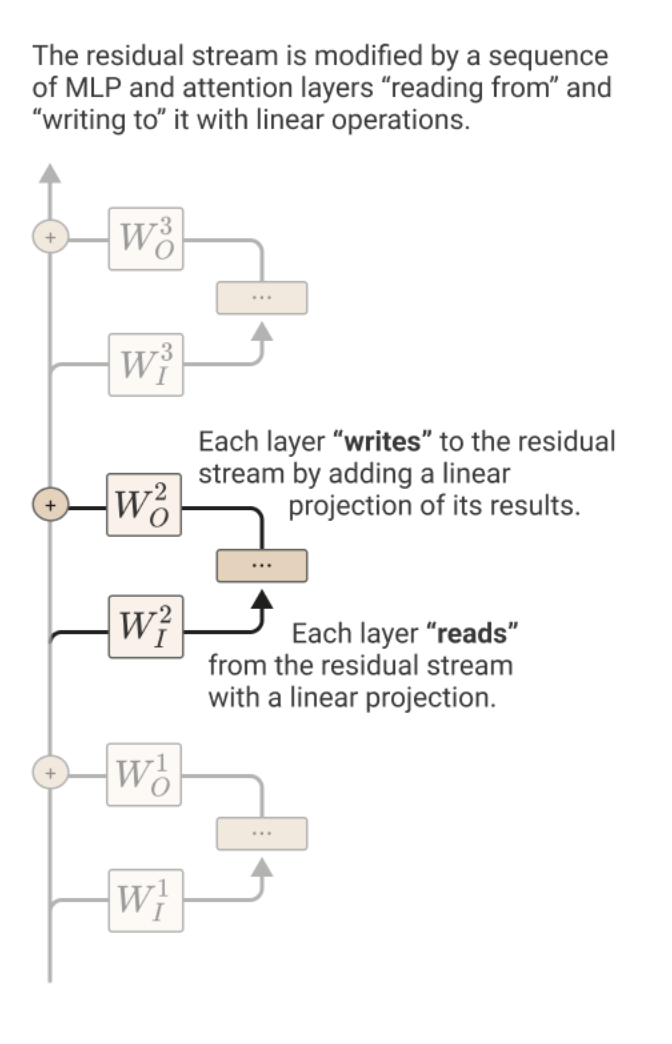 The residual stream is modified by a sequence
of MLP and attention layers “reading from” and
“writing to” it with linear operations.
+
W_O^3
...
W_I^3
Each layer “writes” to the residual
stream by adding a linear
projection of its results.
+
W_O^2
...
W_I^2
Each layer “reads”
from the residual stream
with a linear projection.
+
W_O^1
...
W_I^1